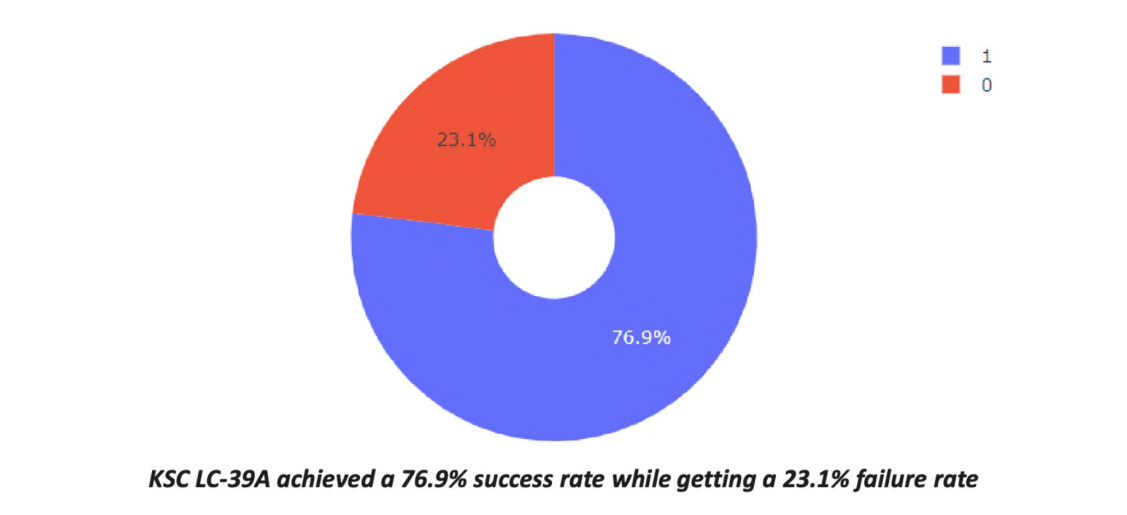 1
0
23.1%
76.9%
KSC LC-39A achieved a 76.9% success rate while getting a 23.1% failure rate